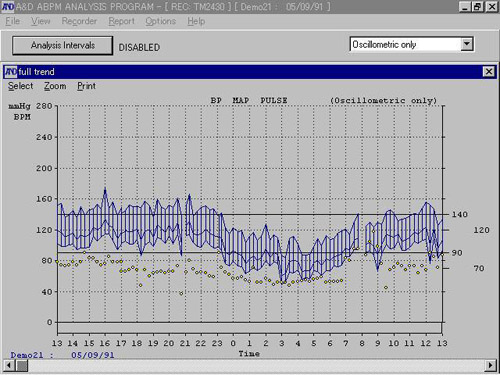 A&D ABPM ANALYSIS PROGRAM - [ REC: TM2430 ] [ Demo21 : 05/09/91 ]
File View Recorder Report Options Help
Analysis Intervals DISABLED Oscillometric only
full trend
Select Zoom Print
mmHg BP MAP PULSE (Oscillometric only)
BPM
280
240
200
160
140
120 120
90
80 70
40
0
13 14 15 16 17 18 19 20 21 22 23 0 1 2 3 4 5 6 7 8 9 10 11 12 13
Time
Demo21 : 05/09/91